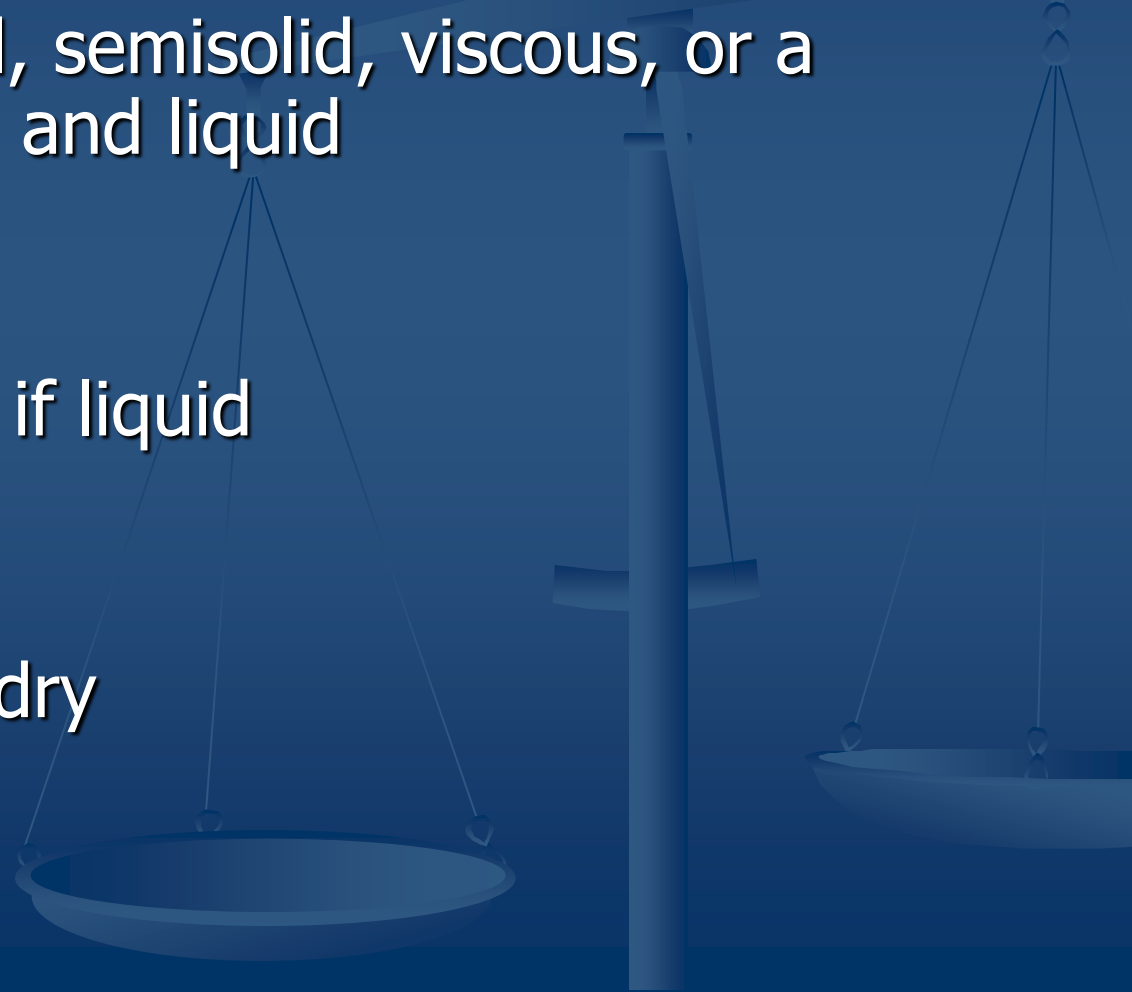 , semisolid, viscous, or a
and liquid
if liquid
dry